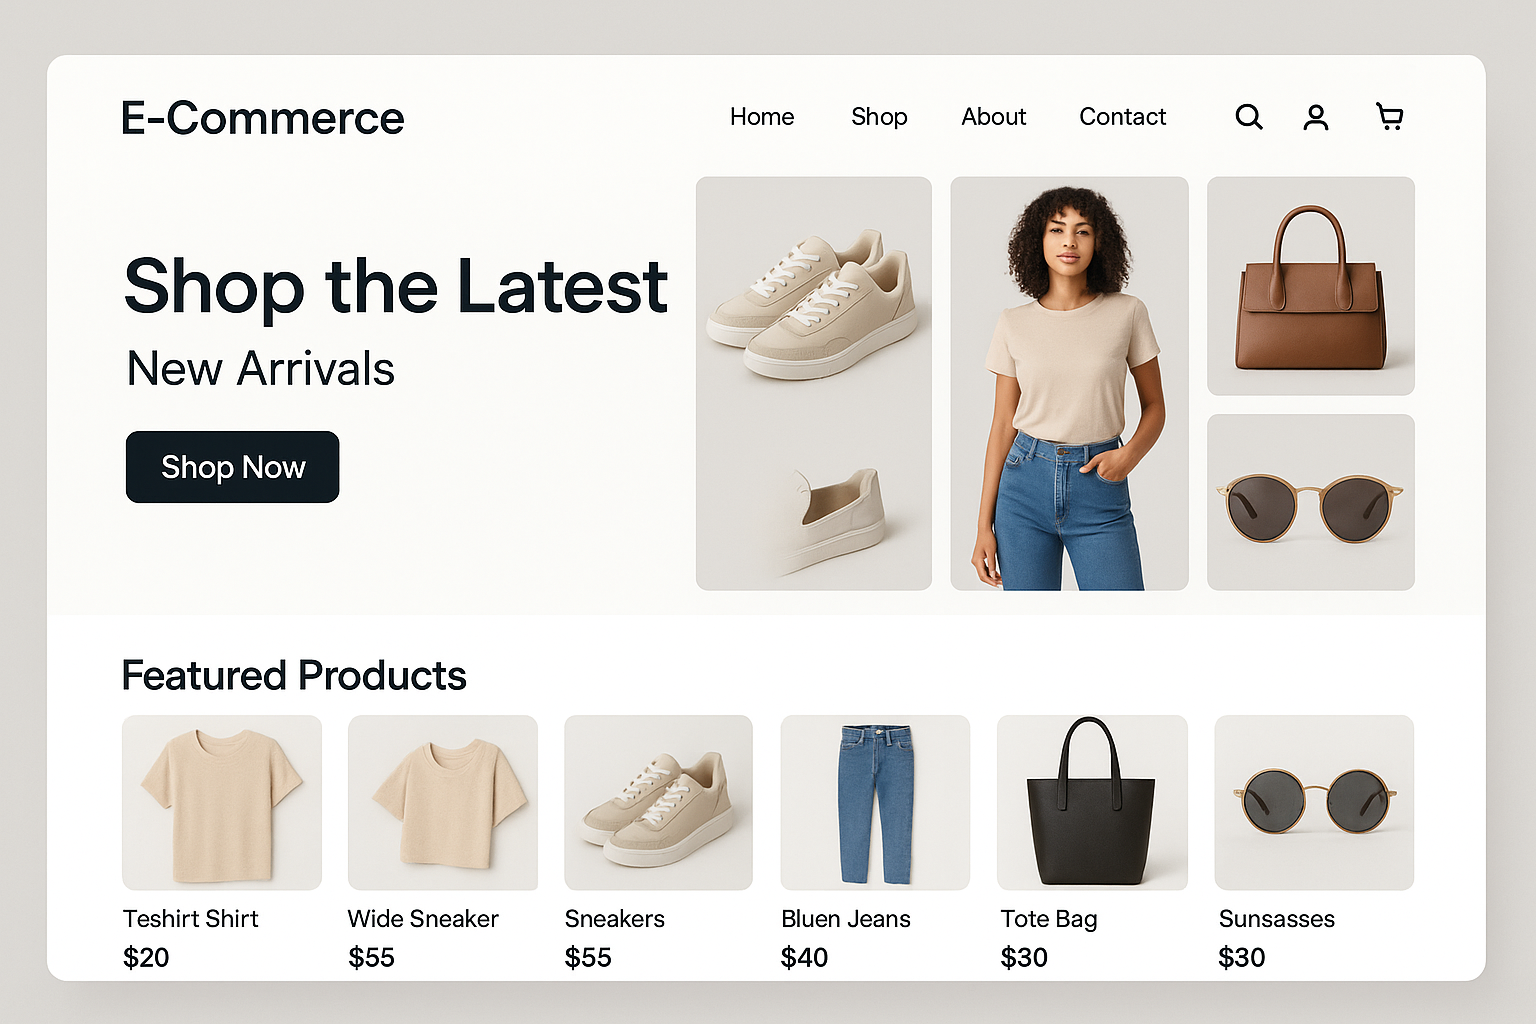 E-Commerce
Home Shop About Contact
Shop the Latest
New Arrivals
Shop Now
Featured Products
Teshirt Shirt
$20
Wide Sneaker
$55
Sneakers
$55
Bluen Jeans
$40
Tote Bag
$30
Sunsasses
$30